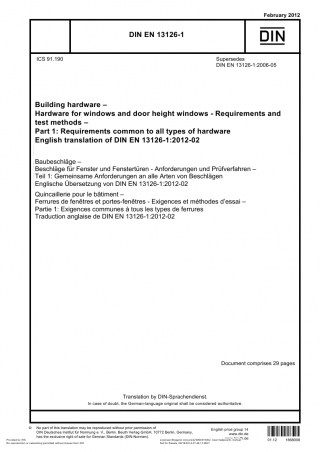 February 2012
DIN EN 13126-1
DIN
ICS 91.190
Supersedes
DIN EN 13126-1:2006-05
Building hardware –
Hardware for windows and door height windows - Requirements and
test methods –
Part 1: Requirements common to all types of hardware
English translation of DIN EN 13126-1:2012-02
Baubeschläge –
Beschläge für Fenster und Fenstertüren - Anforderungen und Prüfverfahren –
Teil 1: Gemeinsame Anforderungen an alle Arten von Beschlägen
Englische Übersetzung von DIN EN 13126-1:2012-02
Quincaillerie pour le bâtiment –
Ferrures de fenêtres et portes-fenêtres - Exigences et méthodes d'essai –
Partie 1: Exigences communes à tous les types de ferrures
Traduction anglaise de DIN EN 13126-1:2012-02
Document comprises 29 pages
Translation by DIN-Sprachendienst.
In case of doubt, the German-language original shall be considered authoritative.
© No part of this translation may be reproduced without prior permission of
DIN Deutsches Institut für Normung e. V., Berlin. Beuth Verlag GmbH, 10772 Berlin, Germany,
has the exclusive right of sale for German Standards (DIN-Normen).
English price group 14
www.din.de